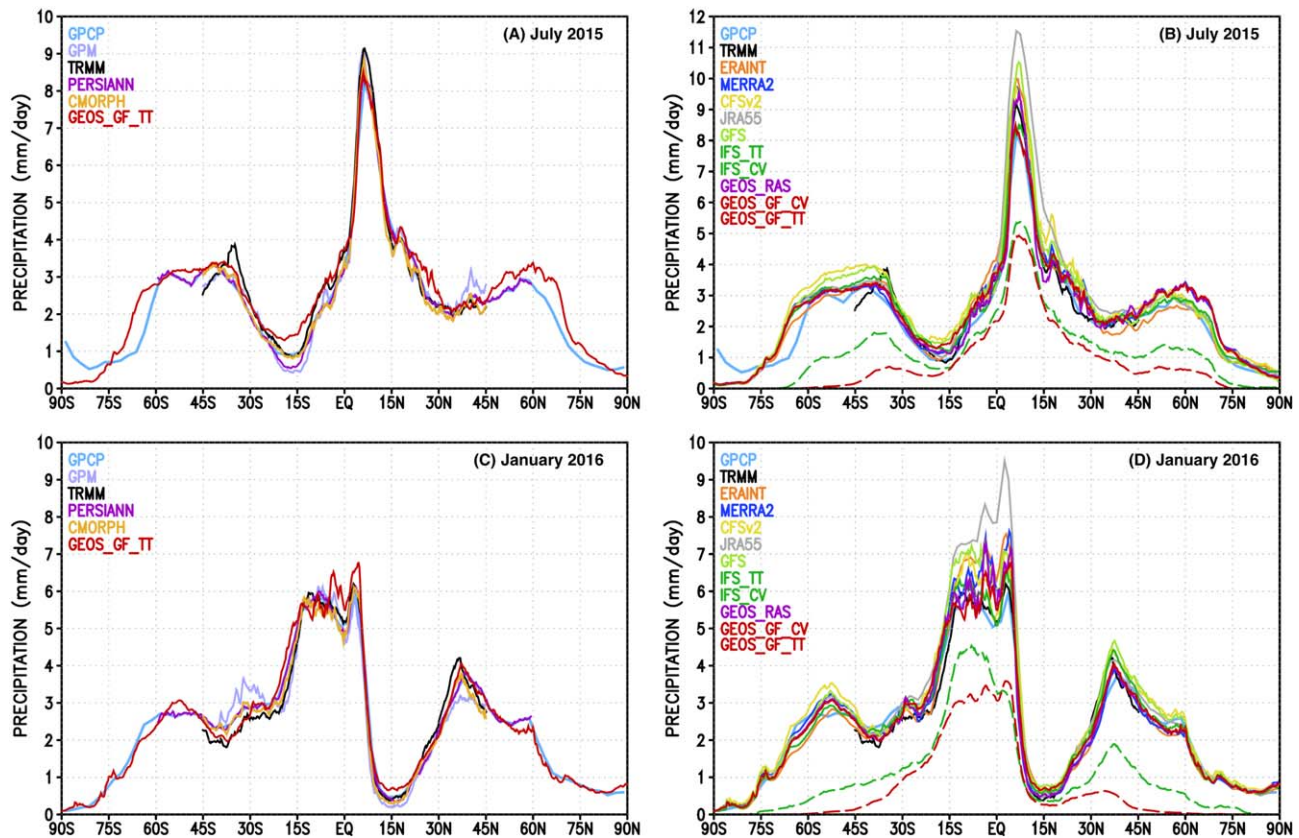 (A) July 2015
PRECIPITATION (mm/day)
10
9
8
7
6
5
4
3
2
1
0
GPCP
GPM
TRMM
PERSIANN
CMORPH
GEOS_GF_TT
90S 75S 60S 45S 30S 15S EQ 15N 30N 45N 60N 75N 90N
(B) July 2015
PRECIPITATION (mm/day)
12
11
10
9
8
7
6
5
4
3
2
1
0
GPCP
TRMM
ERAINT
MERRA2
CFSv2
JRA55
GFS
IFS_TT
IFS_CV
GEOS_RAS
GEOS_GF_CV
GEOS_GF_TT
90S 75S 60S 45S 30S 15S EQ 15N 30N 45N 60N 75N 90N
(C) January 2016
PRECIPITATION (mm/day)
10
9
8
7
6
5
4
3
2
1
0
GPCP
GPM
TRMM
PERSIANN
CMORPH
GEOS_GF_TT
90S 75S 60S 45S 30S 15S EQ 15N 30N 45N 60N 75N 90N
(D) January 2016
PRECIPITATION (mm/day)
10
9
8
7
6
5
4
3
2
1
0
GPCP
TRMM
ERAINT
MERRA2
CFSv2
JRA55
GFS
IFS_TT
IFS_CV
GEOS_RAS
GEOS_GF_CV
GEOS_GF_TT
90S 75S 60S 45S 30S 15S EQ 15N 30N 45N 60N 75N 90N